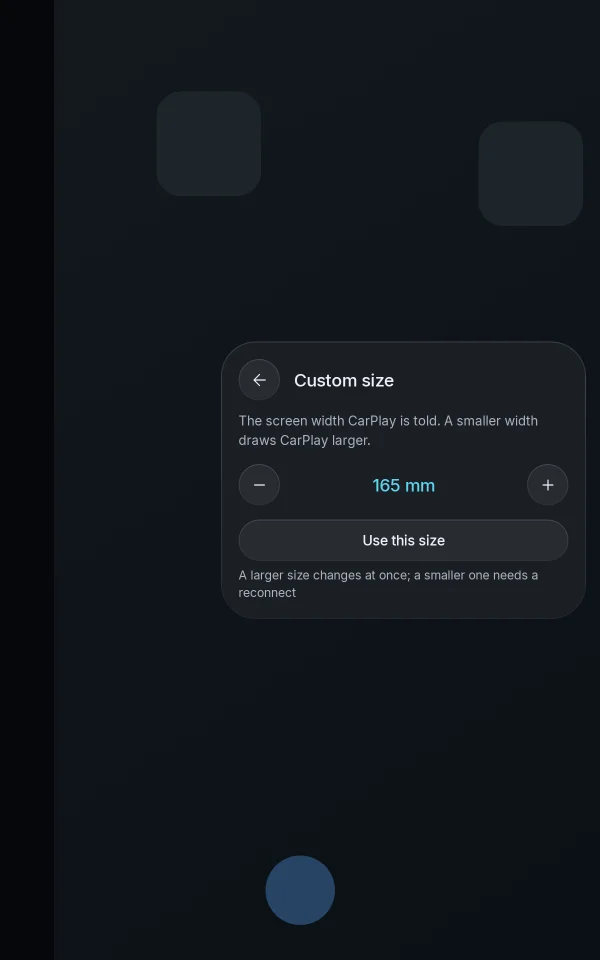 Custom size
The screen width CarPlay is told. A smaller width
draws CarPlay larger.
165 mm
Use this size
A larger size changes at once; a smaller one needs a
reconnect